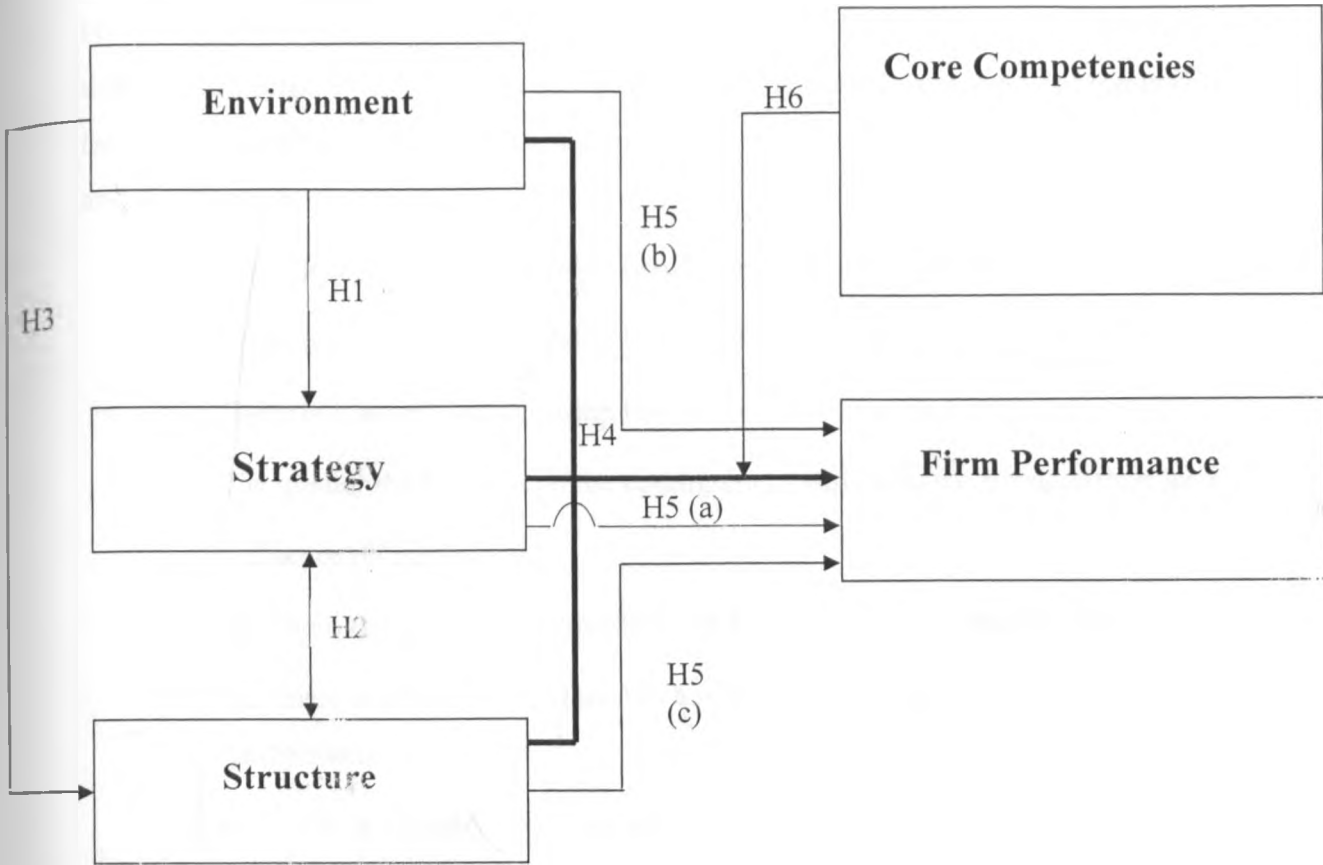 Environment
Core Competencies
H6
H5
(b)
H1
H3
H4
Strategy
Firm Performance
H5 (a)
H2
H5
(c)
Structure